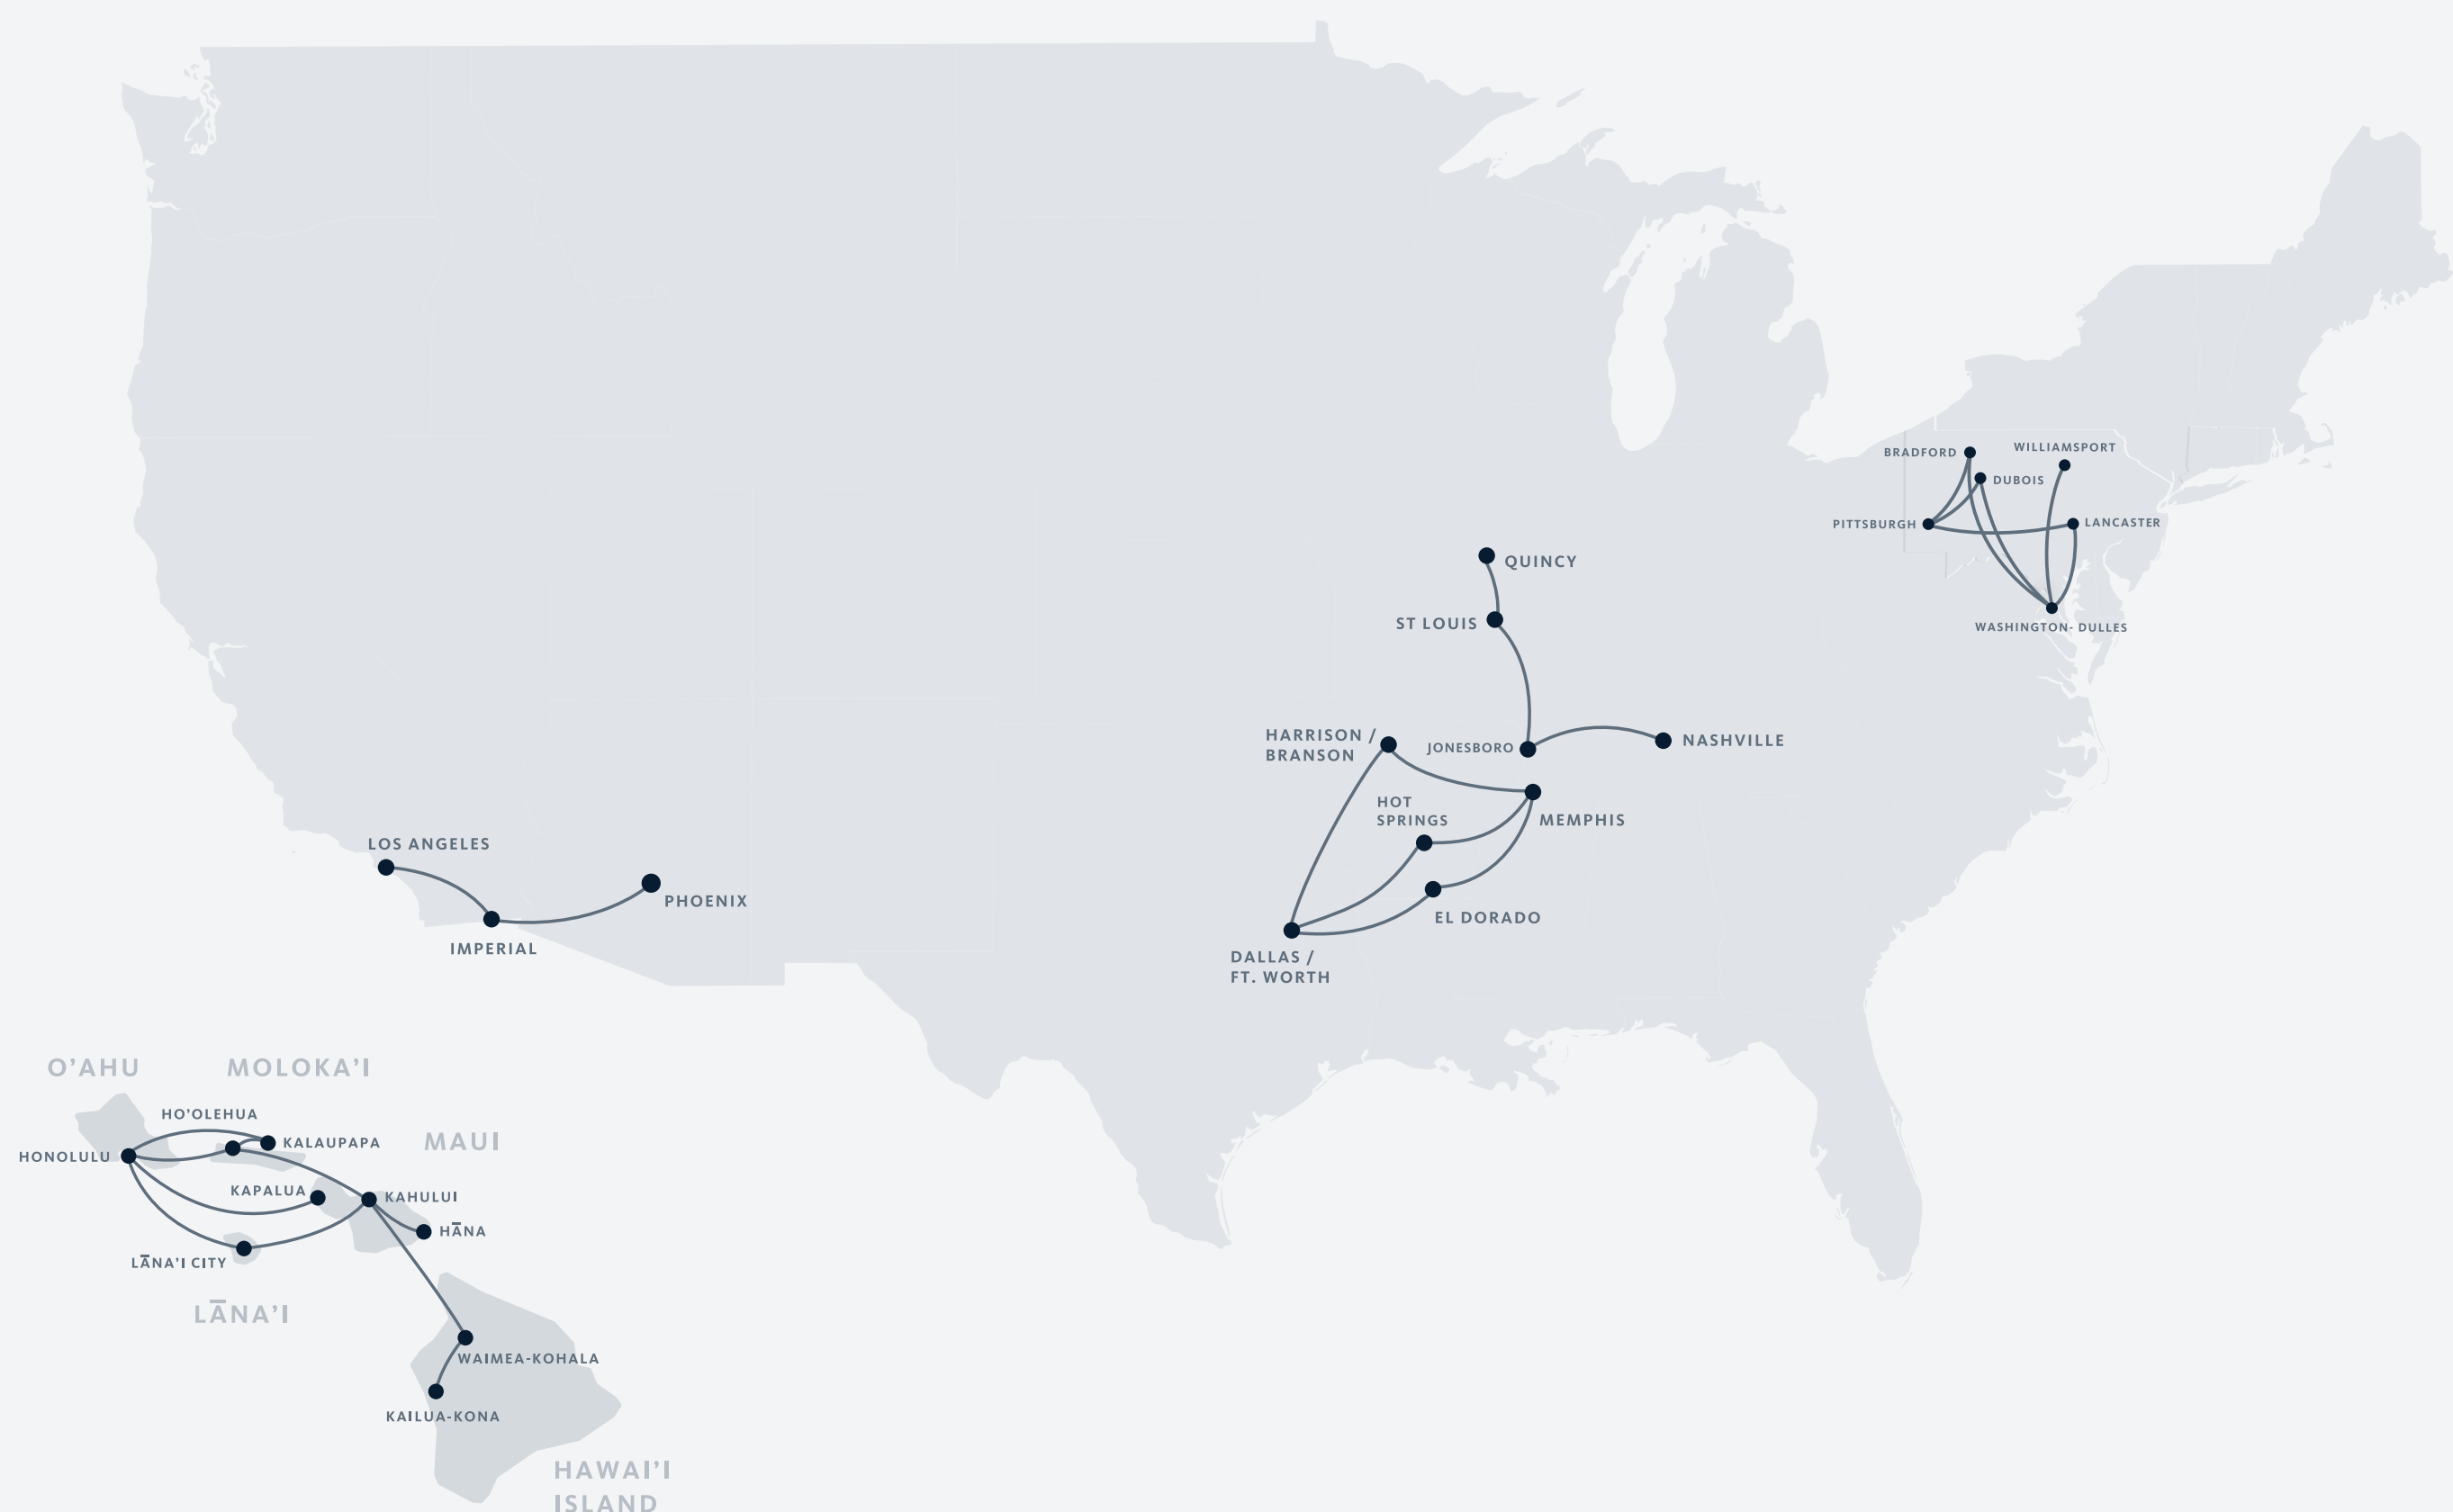 BRADFORD
WILLIAMSPORT
DUBOIS
PITTSBURGH
LANCASTER
WASHINGTON- DULLES
QUINCY
ST LOUIS
HARRISON /
BRANSON
JONESBORO
NASHVILLE
HOT
SPRINGS
MEMPHIS
EL DORADO
DALLAS /
FT. WORTH
LOS ANGELES
PHOENIX
IMPERIAL
O’AHU
MOLOKA’I
HO’OLEHUA
KALAUPAPA
MAUI
HONOLULU
KAPALUA
KAHULUI
HĀNA
LĀNA’I CITY
LĀNA’I
WAIMEA-KOHALA
KAILUA-KONA
HAWAI’I
ISLAND